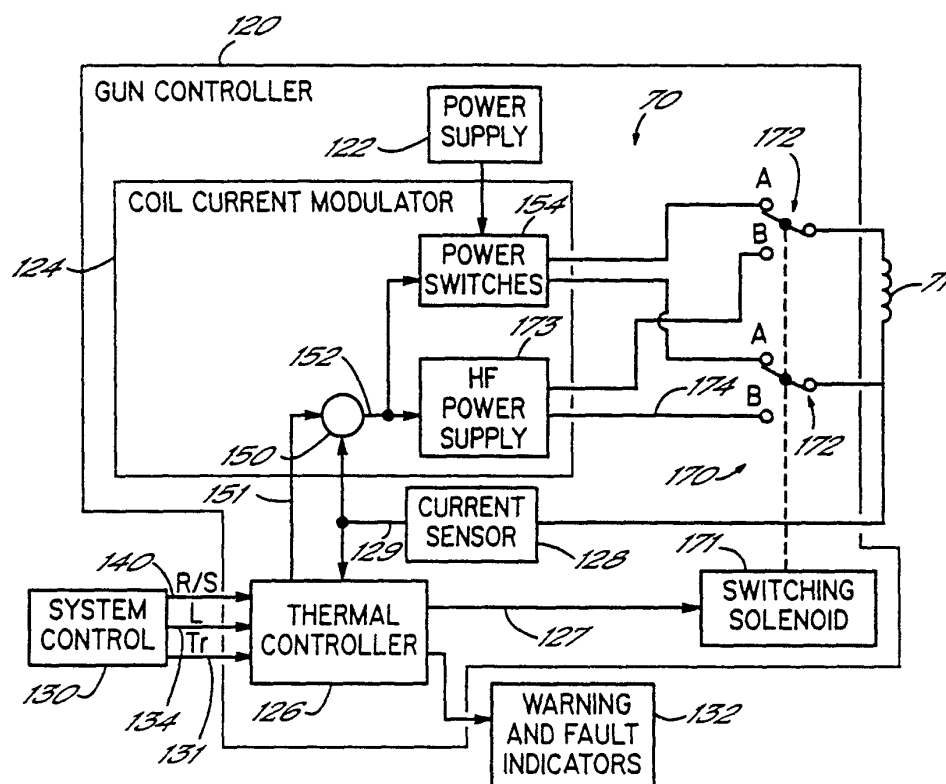 120
GUN CONTROLLER
POWER
SUPPLY
122
70
172
COIL CURRENT MODULATOR
154
A
124
POWER
SWITCHES
B
71
173
A
152
HF
POWER
SUPPLY
174
B
150
172
151
170
CURRENT
SENSOR
129
128
171
140
R/S
SYSTEM
CONTROL
L
Tr
THERMAL
CONTROLLER
127
SWITCHING
SOLENOID
130
134
131
126
WARNING
AND FAULT
INDICATORS
132